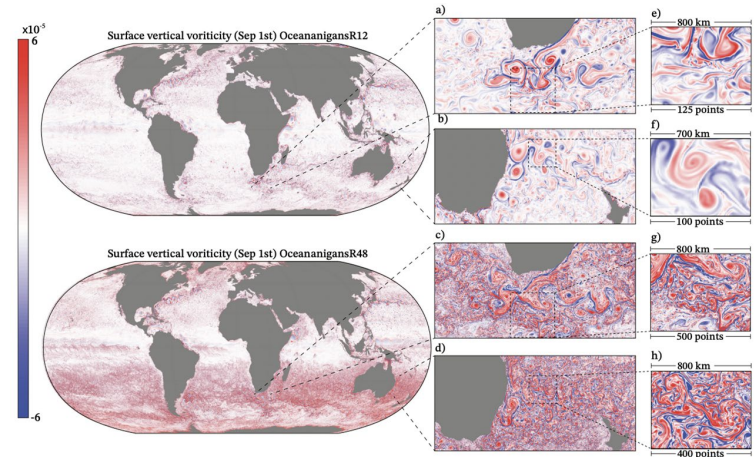 x10⁻⁵
6
-6
Surface vertical voriticity (Sep 1st) OceananigansR12
Surface vertical voriticity (Sep 1st) OceananigansR48
a)
b)
c)
d)
e)
800 km
125 points
f)
700 km
100 points
g)
800 km
500 points
h)
800 km
400 points